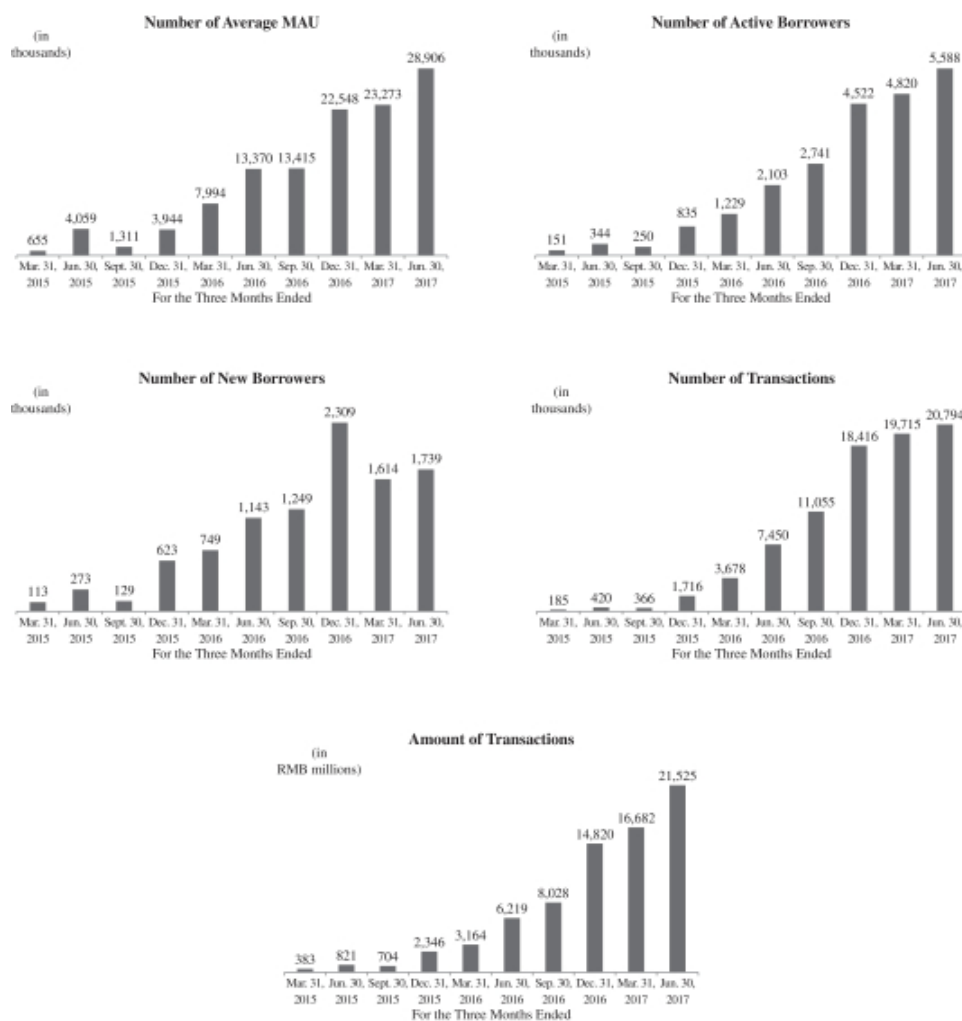 Number of Average MAU
(in
thousands)
655
4,059
1,311
3,944
7,994
13,370
13,415
22,548
23,273
28,906
Mar. 31, Jun. 30, Sept. 30, Dec. 31, Mar. 31, Jun. 30, Sep. 30, Dec. 31, Mar. 31, Jun. 30,
2015 2015 2015 2015 2016 2016 2016 2016 2017 2017
For the Three Months Ended
Number of Active Borrowers
(in
thousands)
151
344
250
835
1,229
2,103
2,741
4,522
4,820
5,588
Mar. 31, Jun. 30, Sept. 30, Dec. 31, Mar. 31, Jun. 30, Sep. 30, Dec. 31, Mar. 31, Jun. 30,
2015 2015 2015 2015 2016 2016 2016 2016 2017 2017
For the Three Months Ended
Number of New Borrowers
(in
thousands)
113
273
129
623
749
1,143
1,249
2,309
1,614
1,739
Mar. 31, Jun. 30, Sept. 30, Dec. 31, Mar. 31, Jun. 30, Sep. 30, Dec. 31, Mar. 31, Jun. 30,
2015 2015 2015 2015 2016 2016 2016 2016 2017 2017
For the Three Months Ended
Number of Transactions
(in
thousands)
185
420
366
1,716
3,678
7,450
11,055
18,416
19,715
20,794
Mar. 31, Jun. 30, Sept. 30, Dec. 31, Mar. 31, Jun. 30, Sep. 30, Dec. 31, Mar. 31, Jun. 30,
2015 2015 2015 2015 2016 2016 2016 2016 2017 2017
For the Three Months Ended
Amount of Transactions
(in
RMB millions)
383
821
704
2,346
3,164
6,219
8,028
14,820
16,682
21,525
Mar. 31, Jun. 30, Sept. 30, Dec. 31, Mar. 31, Jun. 30, Sep. 30, Dec. 31, Mar. 31, Jun. 30,
2015 2015 2015 2015 2016 2016 2016 2016 2017 2017
For the Three Months Ended